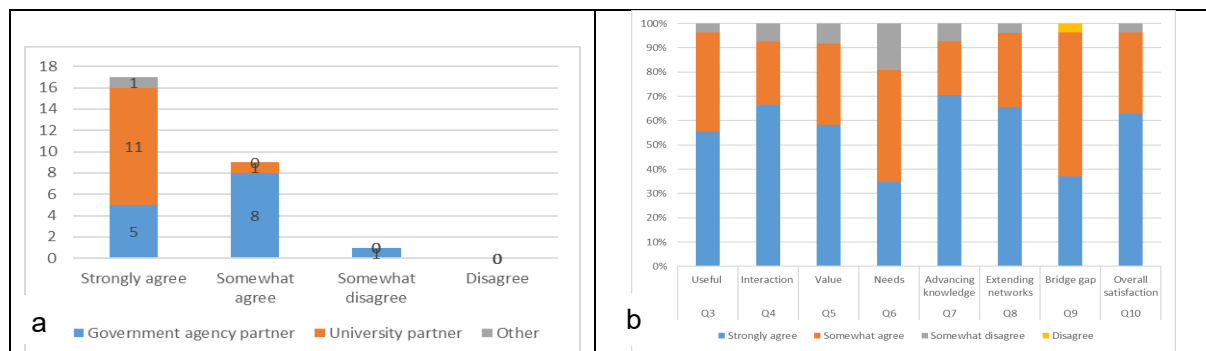 18
16
14
12
10
8
6
4
2
0
1
11
5
0
1
8
0
1
0
Strongly agree
Somewhat agree
Somewhat disagree
Disagree
Government agency partner
University partner
Other
a
100%
90%
80%
70%
60%
50%
40%
30%
20%
10%
0%
Useful
Interaction
Value
Needs
Advancing knowledge
Extending networks
Bridge gap
Overall satisfaction
Q3
Q4
Q5
Q6
Q7
Q8
Q9
Q10
Strongly agree
Somewhat agree
Somewhat disagree
Disagree
b